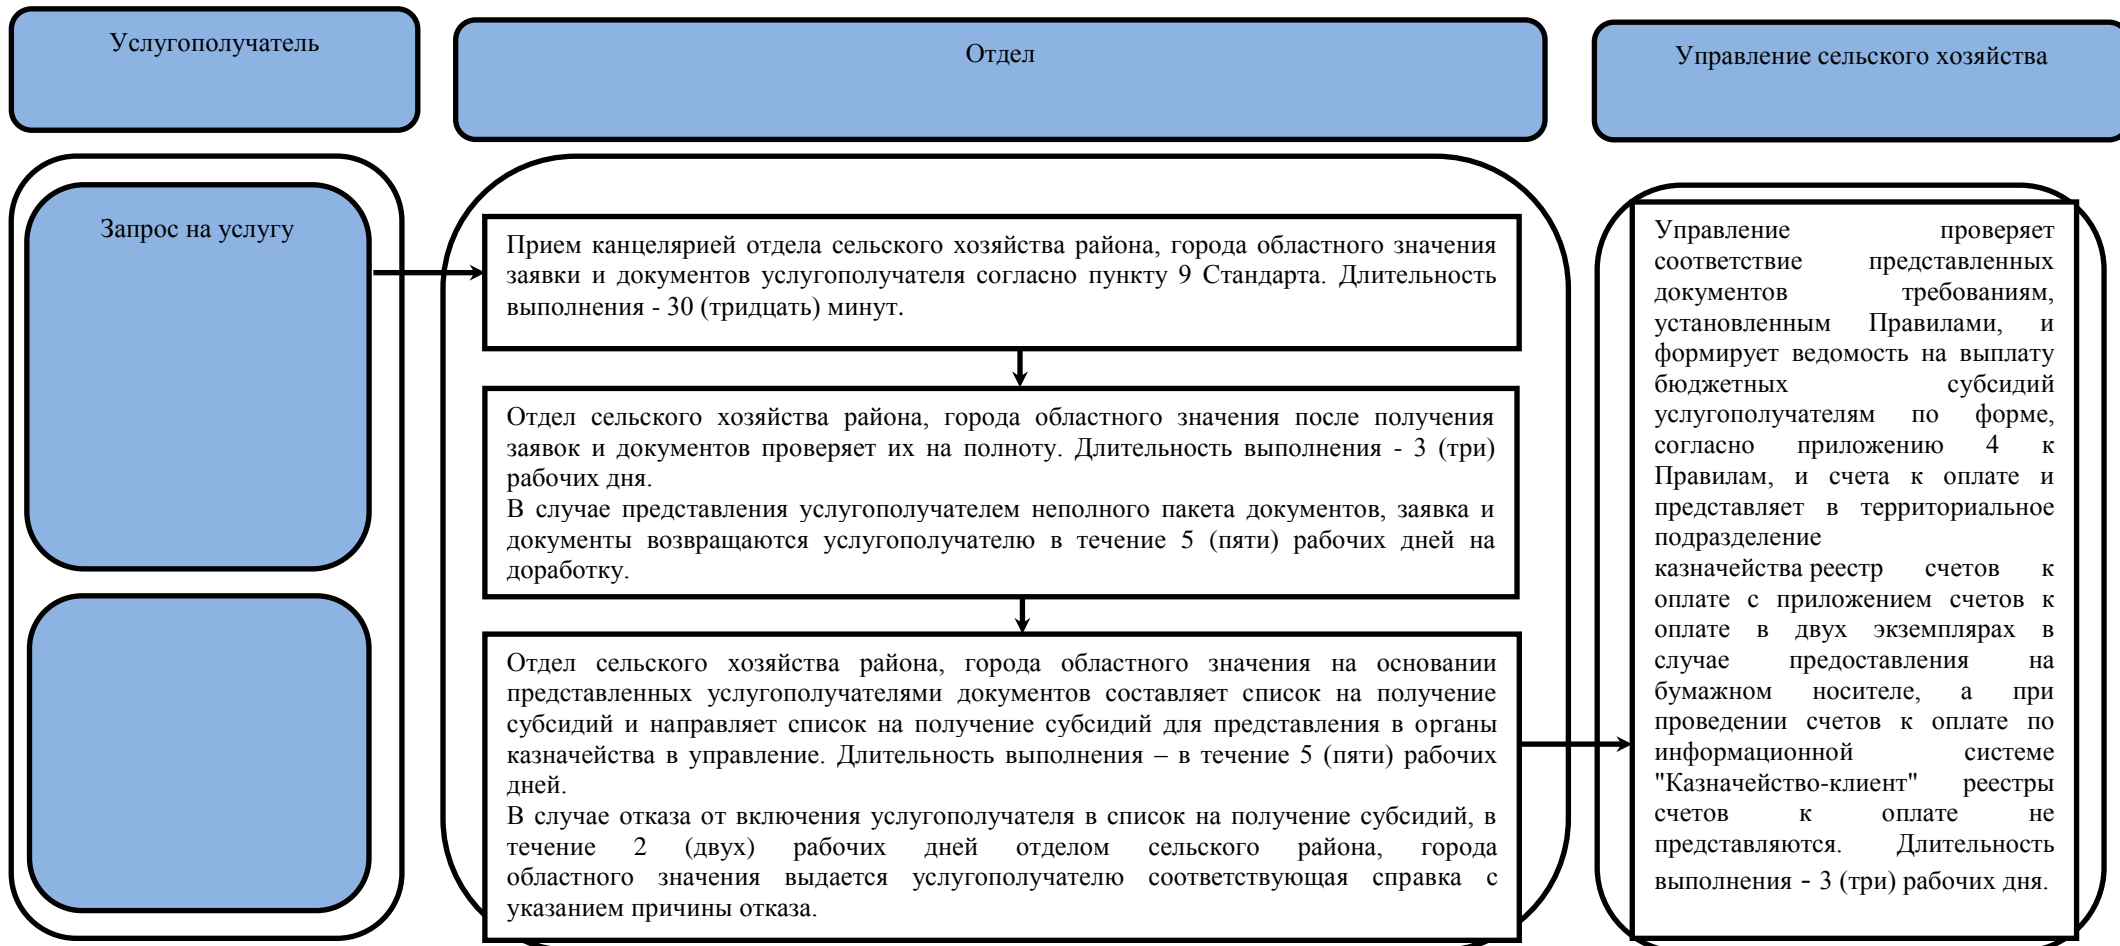 Услугополучатель
Отдел
Управление сельского хозяйства
Запрос на услугу
Прием канцелярией отдела сельского хозяйства района, города областного значения
заявки и документов услугополучателя согласно пункту 9 Стандарта. Длительность
выполнения - 30 (тридцать) минут.
Отдел сельского хозяйства района, города областного значения после получения
заявок и документов проверяет их на полноту. Длительность выполнения - 3 (три)
рабочих дня.
В случае представления услугополучателем неполного пакета документов, заявка и
документы возвращаются услугополучателю в течение 5 (пяти) рабочих дней на
доработку.
Отдел сельского хозяйства района, города областного значения на основании
представленных услугополучателями документов составляет список на получение
субсидий и направляет список на получение субсидий для представления в органы
казначейства в управление. Длительность выполнения – в течение 5 (пяти) рабочих
дней.
В случае отказа от включения услугополучателя в список на получение субсидий, в
течение 2 (двух) рабочих дней отделом сельского района, города
областного значения выдается услугополучателю соответствующая справка с
указанием причины отказа.
Управление проверяет
соответствие представленных
документов требованиям,
установленным Правилами, и
формирует ведомость на выплату
бюджетных субсидий
услугополучателям по форме,
согласно приложению 4 к
Правилам, и счета к оплате и
представляет в территориальное
подразделение
казначейства реестр счетов к
оплате с приложением счетов к
оплате в двух экземплярах в
случае предоставления на
бумажном носителе, а при
проведении счетов к оплате по
информационной системе
"Казначейство-клиент" реестры
счетов к оплате не
представляются. Длительность
выполнения - 3 (три) рабочих дня.